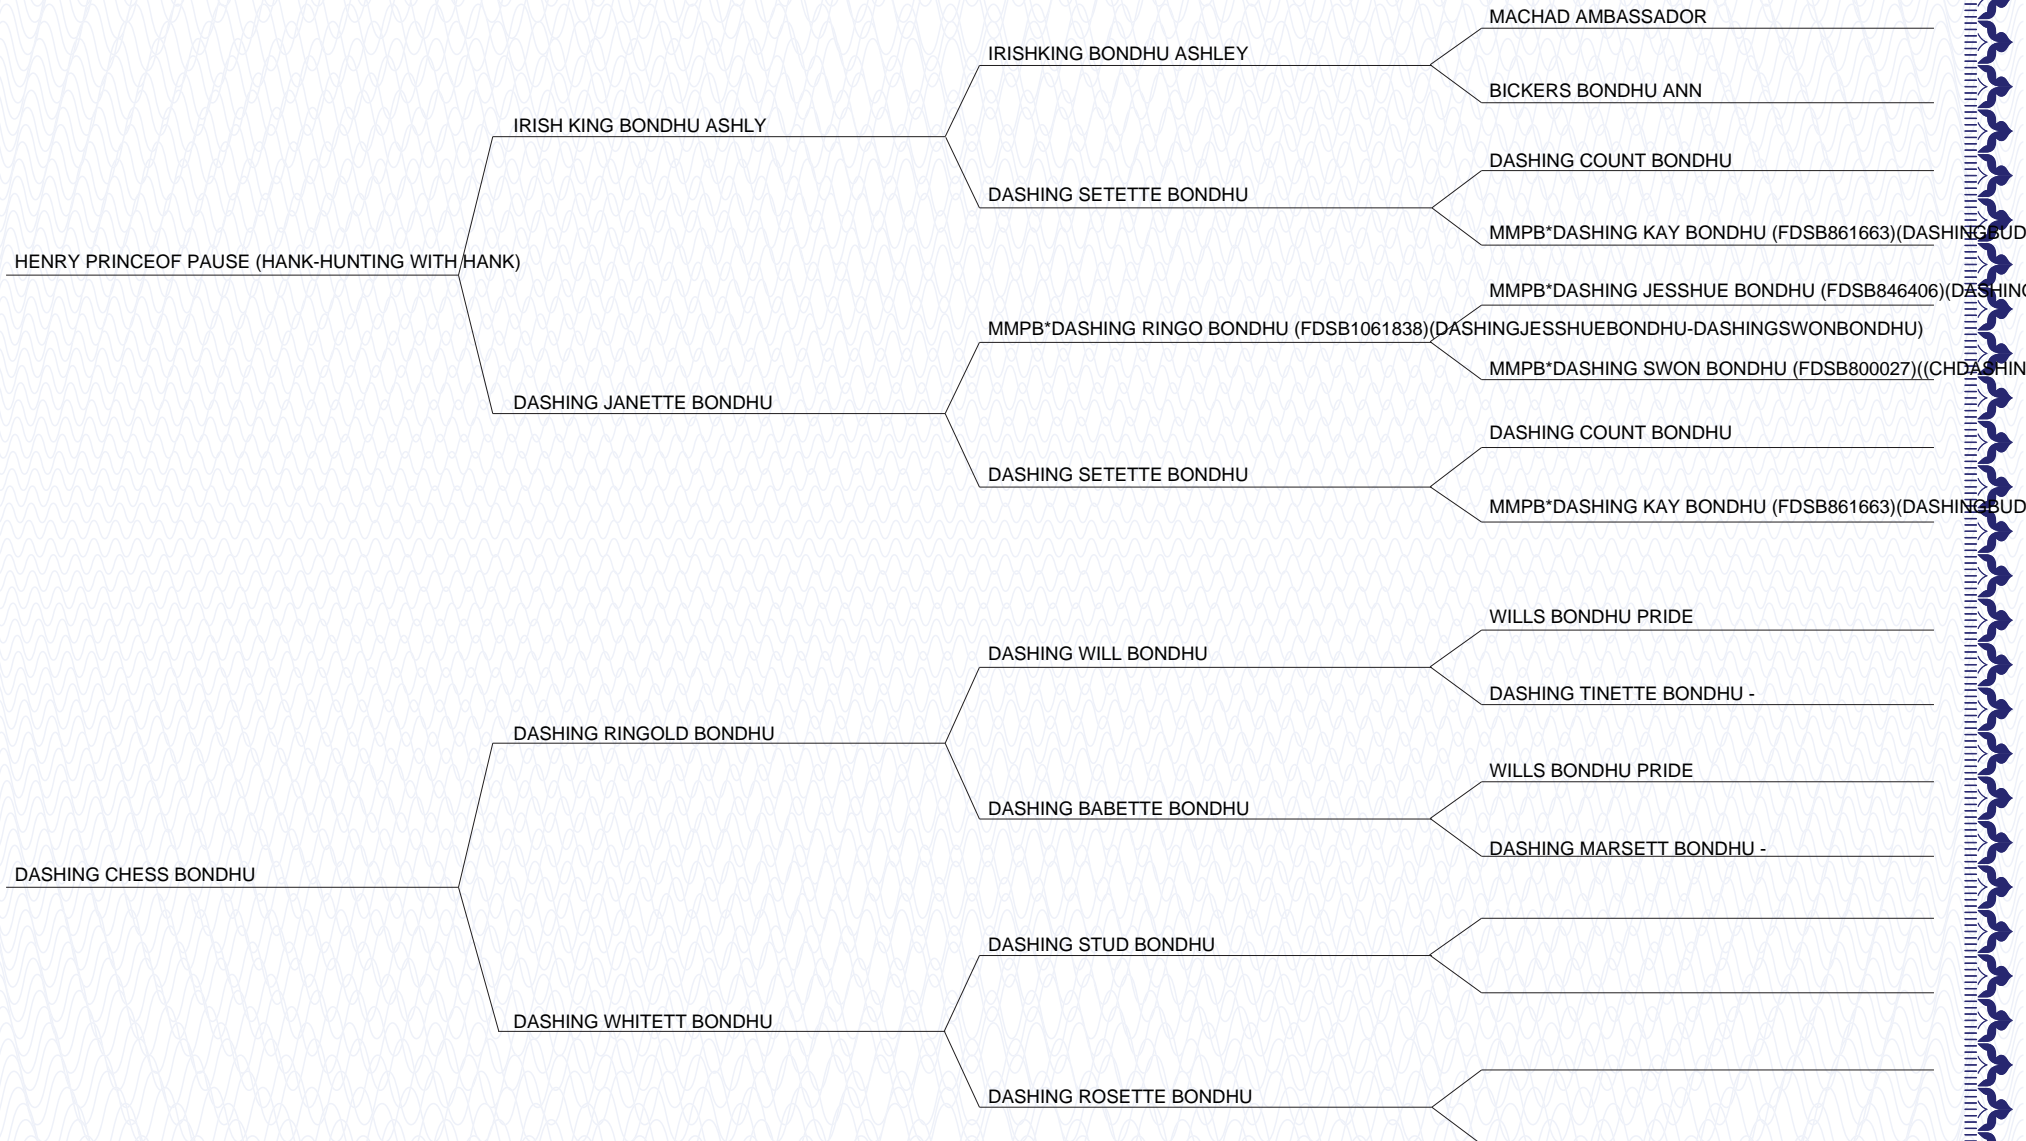 MACHAD AMBASSADOR
IRISHKING BONDHU ASHLEY
BICKERS BONDHU ANN
IRISH KING BONDHU ASHLY
DASHING COUNT BONDHU
DASHING SETETTE BONDHU
MMPB*DASHING KAY BONDHU (FDSB861663)(DASHINGBUD
HENRY PRINCEOF PAUSE (HANK-HUNTING WITH HANK)
MMPB*DASHING JESSHUE BONDHU (FDSB846406)(DASHING
MMPB*DASHING RINGO BONDHU (FDSB1061838)(DASHINGJESSHUEBONDHU-DASHINGSWONBONDHU)
MMPB*DASHING SWON BONDHU (FDSB800027)((CHDASHIN
DASHING JANETTE BONDHU
DASHING COUNT BONDHU
DASHING SETETTE BONDHU
MMPB*DASHING KAY BONDHU (FDSB861663)(DASHINGBUD
WILLS BONDHU PRIDE
DASHING WILL BONDHU
DASHING TINETTE BONDHU -
DASHING RINGOLD BONDHU
WILLS BONDHU PRIDE
DASHING BABETTE BONDHU
DASHING MARSETT BONDHU -
DASHING CHESS BONDHU
DASHING STUD BONDHU
DASHING WHITETT BONDHU
DASHING ROSETTE BONDHU